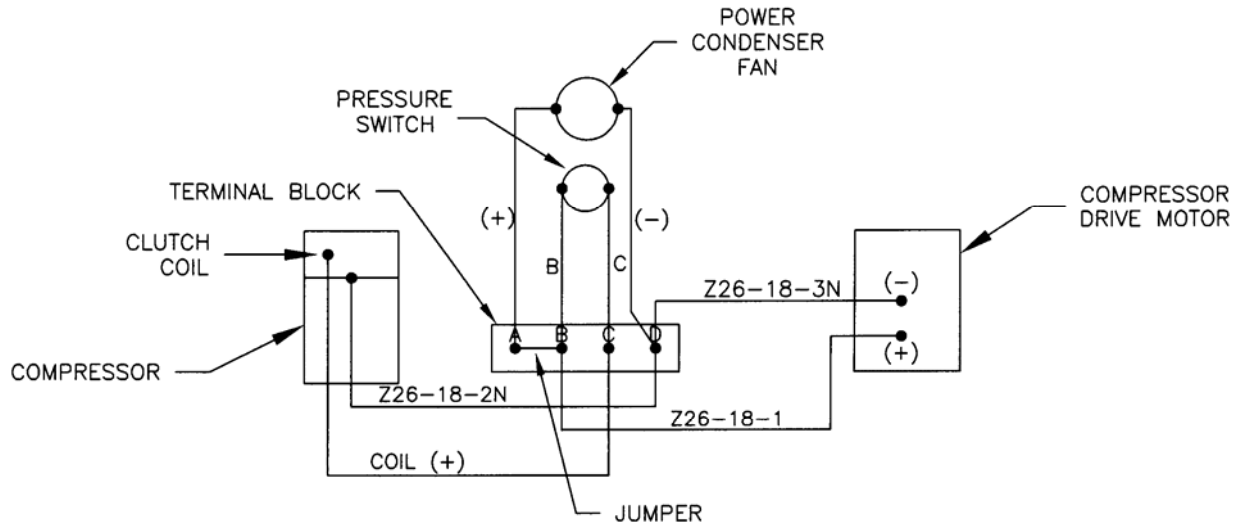 POWER
CONDENSER
FAN
PRESSURE
SWITCH
TERMINAL BLOCK
COMPRESSOR
DRIVE MOTOR
(+)
(-)
CLUTCH
COIL
B
C
Z26-18-3N
(-)
A
B
C
D
(+)
COMPRESSOR
Z26-18-2N
Z26-18-1
COIL (+)
JUMPER